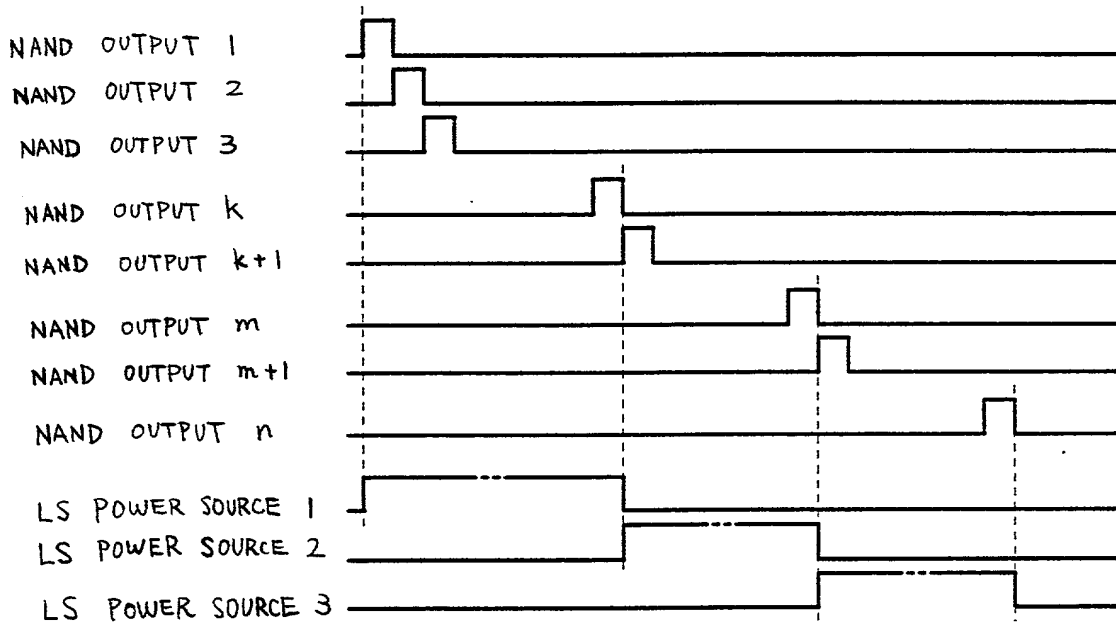 NAND OUTPUT 1
NAND OUTPUT 2
NAND OUTPUT 3
NAND OUTPUT k
NAND OUTPUT k+1
NAND OUTPUT m
NAND OUTPUT m+1
NAND OUTPUT n
LS POWER SOURCE 1
LS POWER SOURCE 2
LS POWER SOURCE 3